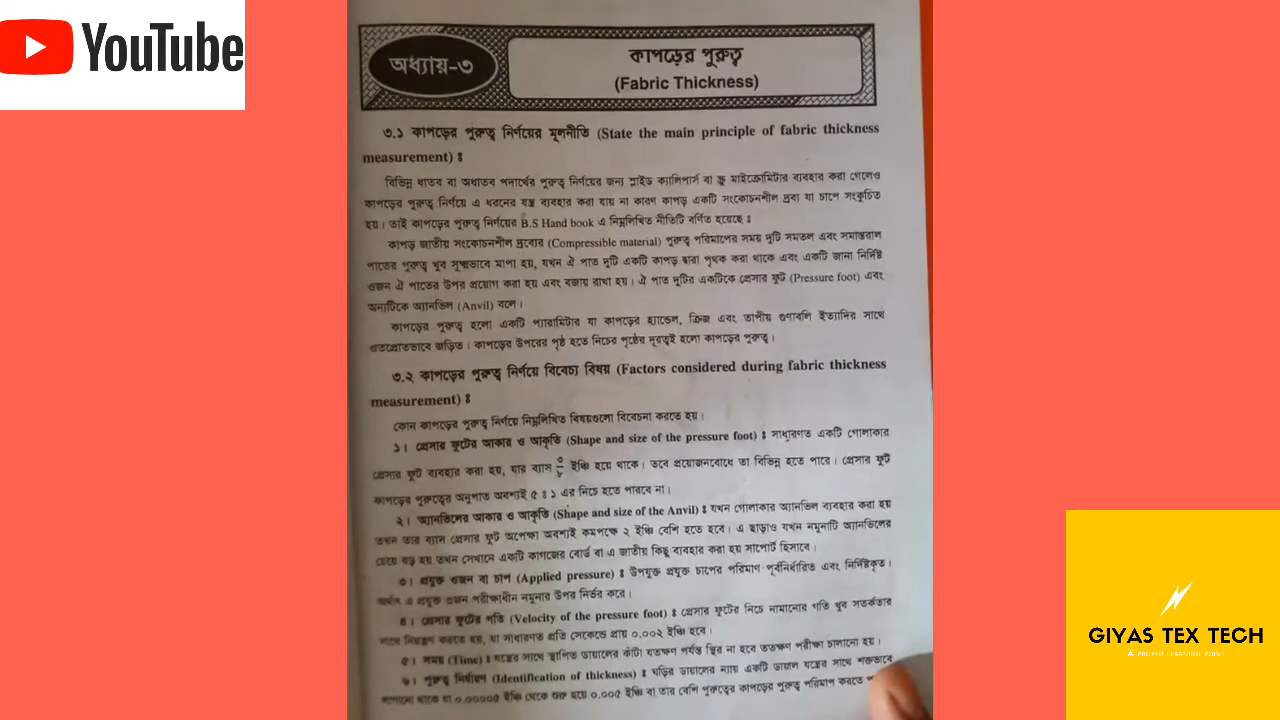 YouTube
অধ্যায়-৩
কাপড়ের পুরুত্ব
(Fabric Thickness)
৩.১ কাপড়ের পুরুত্ব নির্ণয়ের মূলনীতি (State the main principle of fabric thickness
measurement) ঃ
বিভিন্ন ধাতব বা অধাতব পদার্থের পুরুত্ব নির্ণয়ের জন্য স্লাইড ক্যালিপার্স বা স্ক্রু মাইক্রোমিটার ব্যবহার করা গেলেও
কাপড়ের পুরুত্ব নির্ণয়ে এ ধরনের যন্ত্র ব্যবহার করা যায় না কারণ কাপড় একটি সংকোচনশীল দ্রব্য যা চাপে সংকুচিত
হয়। তাই কাপড়ের পুরুত্ব নির্ণয়ের B.S Hand book এ নিম্নলিখিত নীতিটি বর্ণিত হয়েছে ঃ
কাপড় জাতীয় সংকোচনশীল দ্রব্যের (Compressible material) পুরুত্ব পরিমাপের সময় দুটি সমতল এবং সমান্তরাল
পাতের পুরুত্ব খুব সূক্ষ্মভাবে মাপা হয়, যখন ঐ পাত দুটি একটি কাপড় দ্বারা পৃথক করা থাকে এবং একটি জানা নির্দিষ্ট
ওজন ঐ পাতের উপর প্রয়োগ করা হয় এবং বজায় রাখা হয়। ঐ পাত দুটির একটিকে প্রেসার ফুট (Pressure foot) এবং
অন্যটিকে অ্যানভিল (Anvil) বলে।
কাপড়ের পুরুত্ব হলো একটি প্যারামিটার যা কাপড়ের হ্যান্ডেল, ক্রিজ এবং তাপীয় গুণাবলি ইত্যাদির সাথে
ওতপ্রোতভাবে জড়িত। কাপড়ের উপরের পৃষ্ঠ হতে নিচের পৃষ্ঠের দূরত্বই হলো কাপড়ের পুরুত্ব।
৩.২ কাপড়ের পুরুত্ব নির্ণয়ে বিবেচ্য বিষয় (Factors considered during fabric thickness
measurement) ঃ
কোন কাপড়ের পুরুত্ব নির্ণয়ে নিম্নলিখিত বিষয়গুলো বিবেচনা করতে হয়।
১। প্রেসার ফুটের আকার ও আকৃতি (Shape and size of the pressure foot) ঃ সাধারণত একটি গোলাকার
প্রেসার ফুট ব্যবহার করা হয়, যার ব্যাস ৩/৮ ইঞ্চি হয়ে থাকে। তবে প্রয়োজনবোধে তা বিভিন্ন হতে পারে। প্রেসার ফুট
কাপড়ের পুরুত্বের অনুপাত অবশ্যই ৫ ঃ ১ এর নিচে হতে পারবে না।
২। অ্যানভিলের আকার ও আকৃতি (Shape and size of the Anvil) ঃ যখন গোলাকার অ্যানভিল ব্যবহার করা হয়
তখন তার ব্যাস প্রেসার ফুট অপেক্ষা অবশ্যই কমপক্ষে ২ ইঞ্চি বেশি হতে হবে। এ ছাড়াও যখন নমুনাটি অ্যানভিলের
চেয়ে বড় হয় তখন সেখানে একটি কাগজের বোর্ড বা এ জাতীয় কিছু ব্যবহার করা হয় সাপোর্ট হিসাবে।
৩। প্রযুক্ত ওজন বা চাপ (Applied pressure) ঃ উপযুক্ত প্রযুক্ত চাপের পরিমাণ পূর্বনির্ধারিত এবং নির্দিষ্টকৃত।
অর্থাৎ এ প্রযুক্ত ওজন পরীক্ষাধীন নমুনার উপর নির্ভর করে।
৪। প্রেসার ফুটের গতি (Velocity of the pressure foot) ঃ প্রেসার ফুটের নিচে নামানোর গতি খুব সতর্কতার
সাথে নিয়ন্ত্রণ করতে হয়, যা সাধারণত প্রতি সেকেন্ডে প্রায় ০.০০২ ইঞ্চি হবে।
৫। সময় (Time) ঃ যন্ত্রের সাথে স্থাপিত ডায়ালের কাঁটা যতক্ষণ পর্যন্ত স্থির না হবে ততক্ষণ পরীক্ষা চালানো হয়।
৬। পুরুত্ব নির্ধারণ (Identification of thickness) ঃ ঘড়ির ডায়ালের ন্যায় একটি ডায়াল যন্ত্রের সাথে শক্তভাবে
লাগানো থাকে যা ০.০০০০৫ ইঞ্চি থেকে শুরু হয়ে ০.০০৫ ইঞ্চি বা তার বেশি পুরুত্বের কাপড়ের পুরুত্ব পরিমাপ করতে
GIYAS TEX TECH